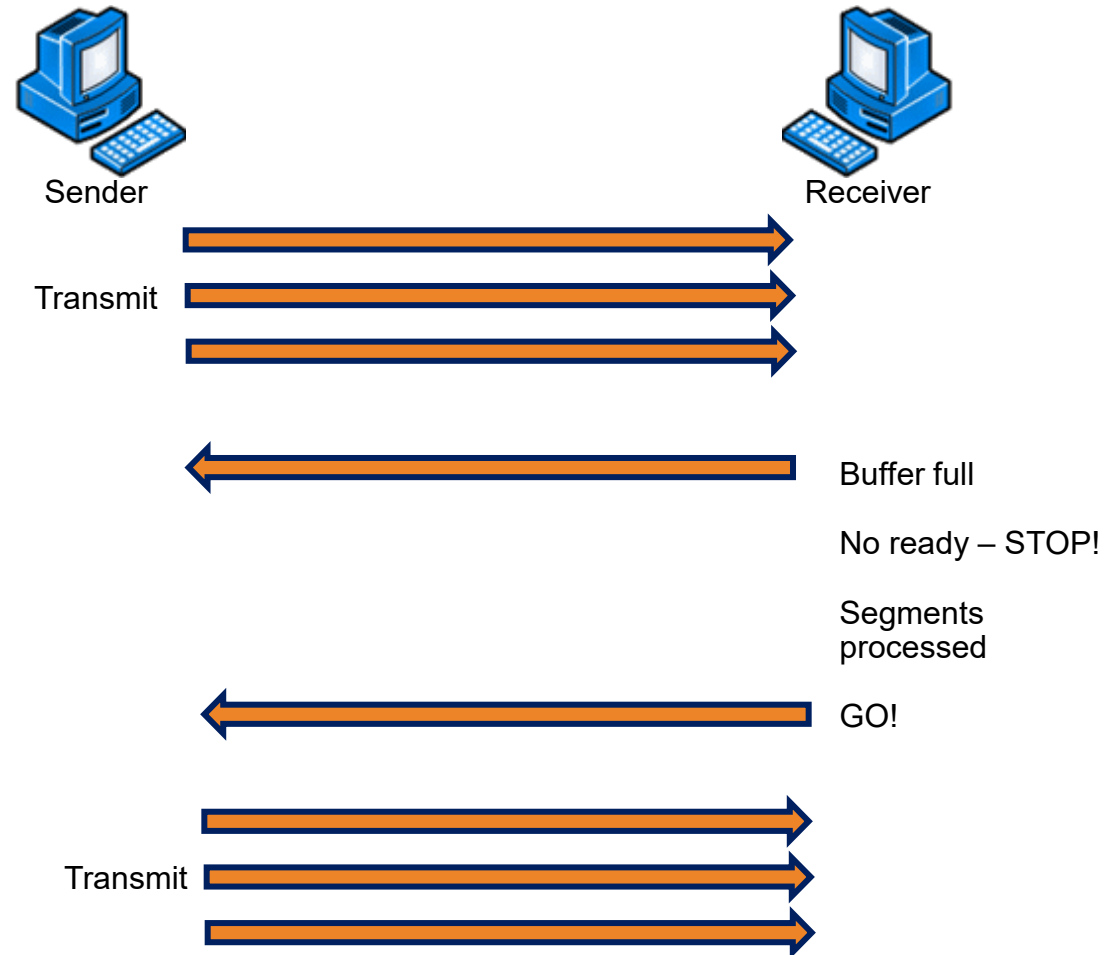 Sender
Receiver
Transmit
Buffer full
No ready – STOP!
Segments
processed
GO!
Transmit